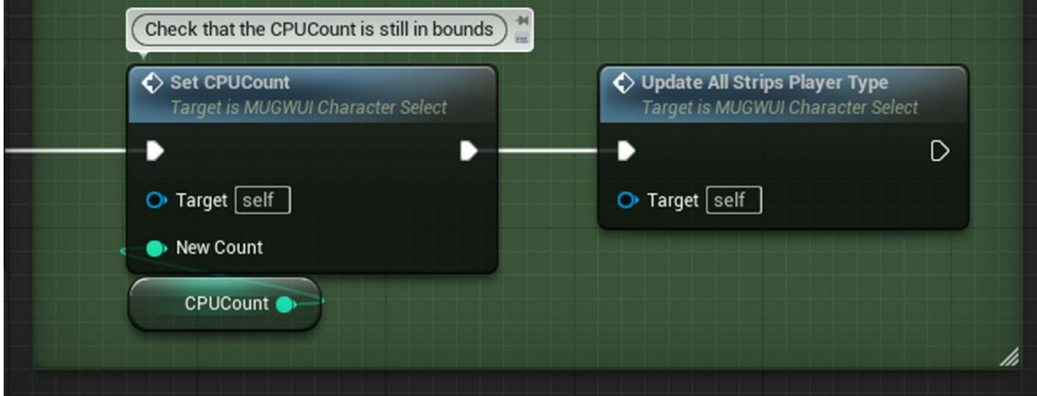 Check that the CPUCount is still in bounds
Set CPUCount
Target is MUGWUI Character Select
Target self
New Count
CPUCount
Update All Strips Player Type
Target is MUGWUI Character Select
Target self